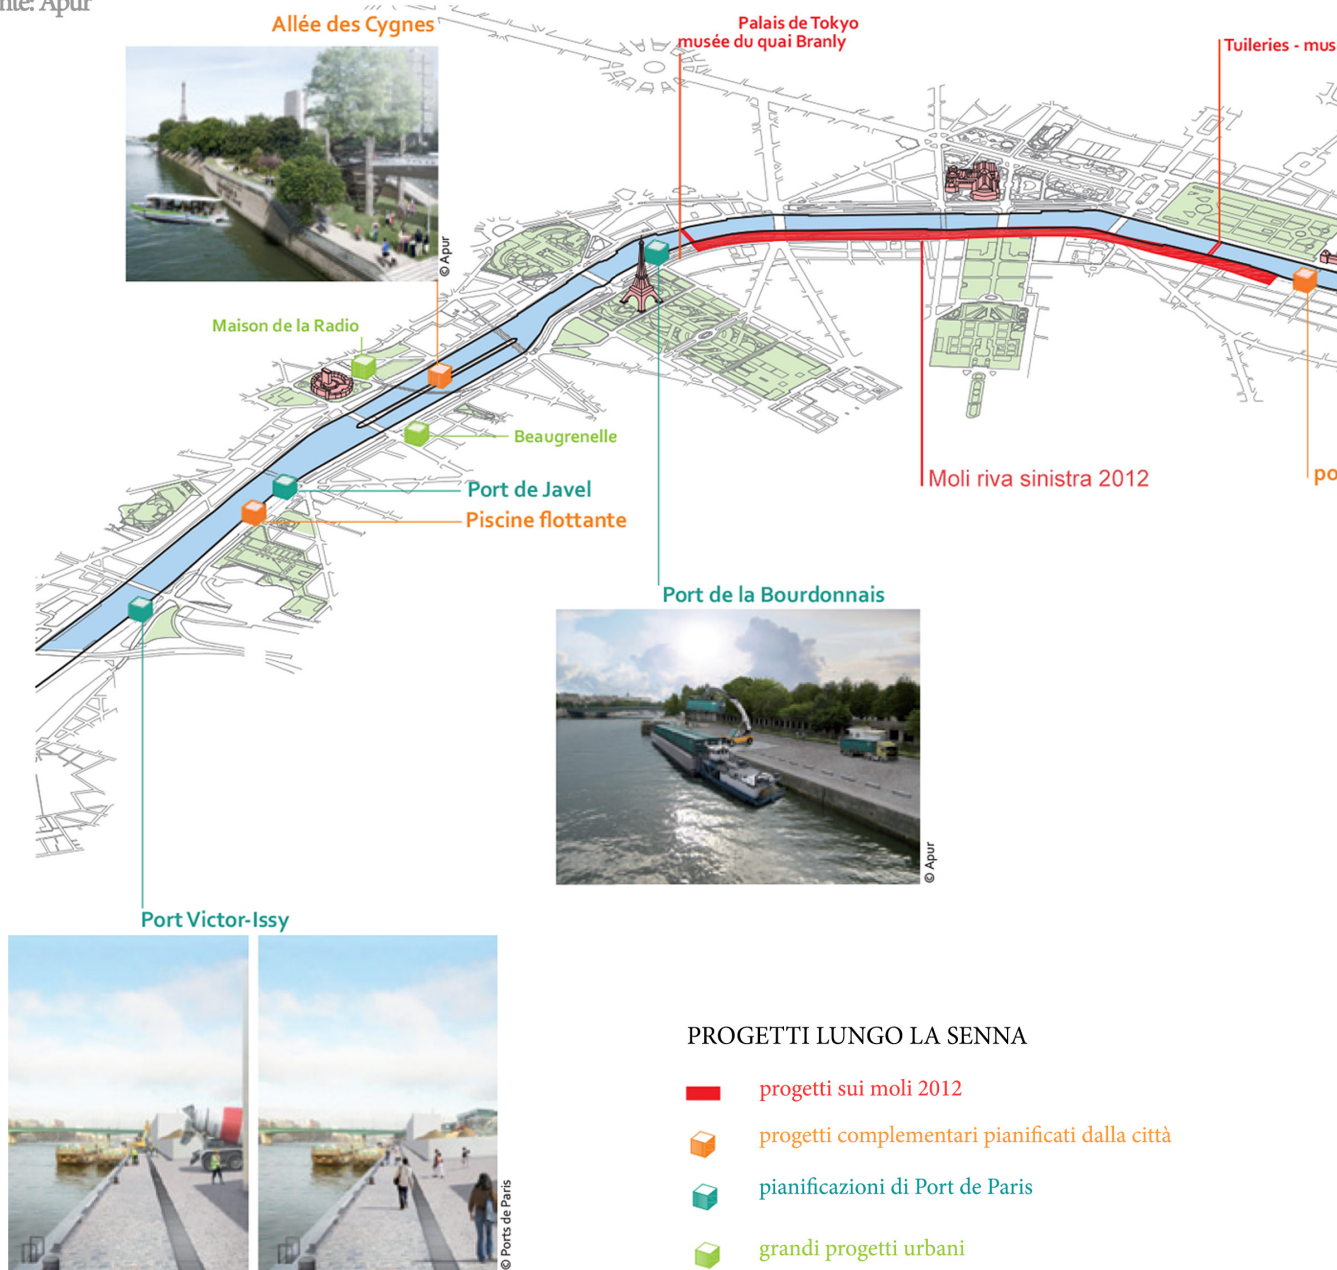 nte: Apur
Allée des Cygnes
Palais de Tokyo
musée du quai Branly
Tuileries - mus
© Apur
Maison de la Radio
Beaugrenelle
Port de Javel
Piscine flottante
Moli riva sinistra 2012
po
Port de la Bourdonnais
© Apur
Port Victor-Issy
© Ports de Paris
PROGETTI LUNGO LA SENNA
progetti sui moli 2012
progetti complementari pianificati dalla città
pianificazioni di Port de Paris
grandi progetti urbani